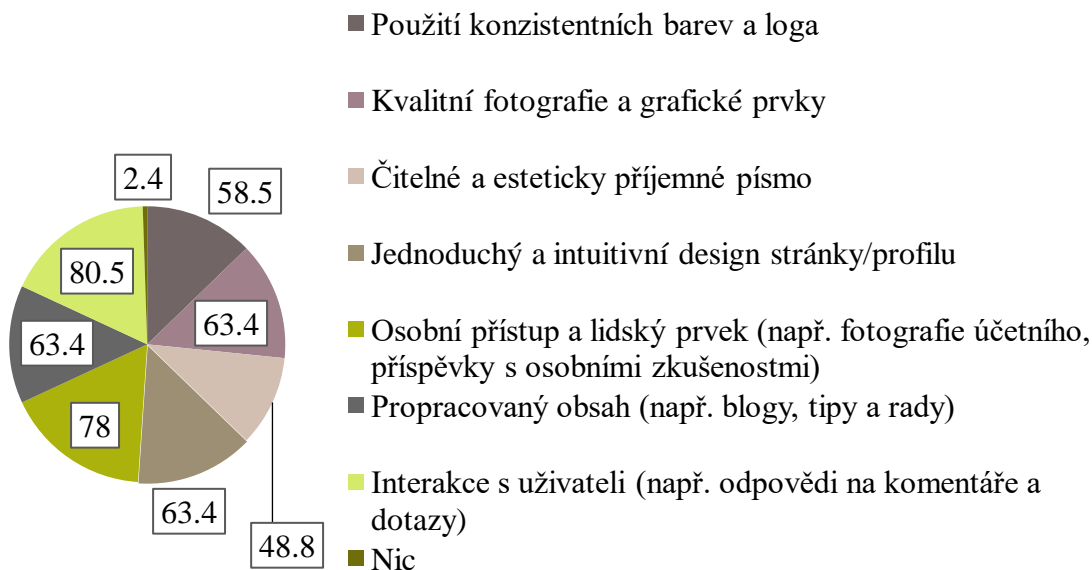 Použití konzistentních barev a loga
Kvalitní fotografie a grafické prvky
Čitelné a esteticky příjemné písmo
Jednoduchý a intuitivní design stránky/profilu
Osobní přístup a lidský prvek (např. fotografie účetního,
příspěvky s osobními zkušenostmi)
Propracovaný obsah (např. blogy, tipy a rady)
Interakce s uživateli (např. odpovědi na komentáře a
dotazy)
Nic
2.4
58.5
80.5
63.4
63.4
78
63.4
48.8